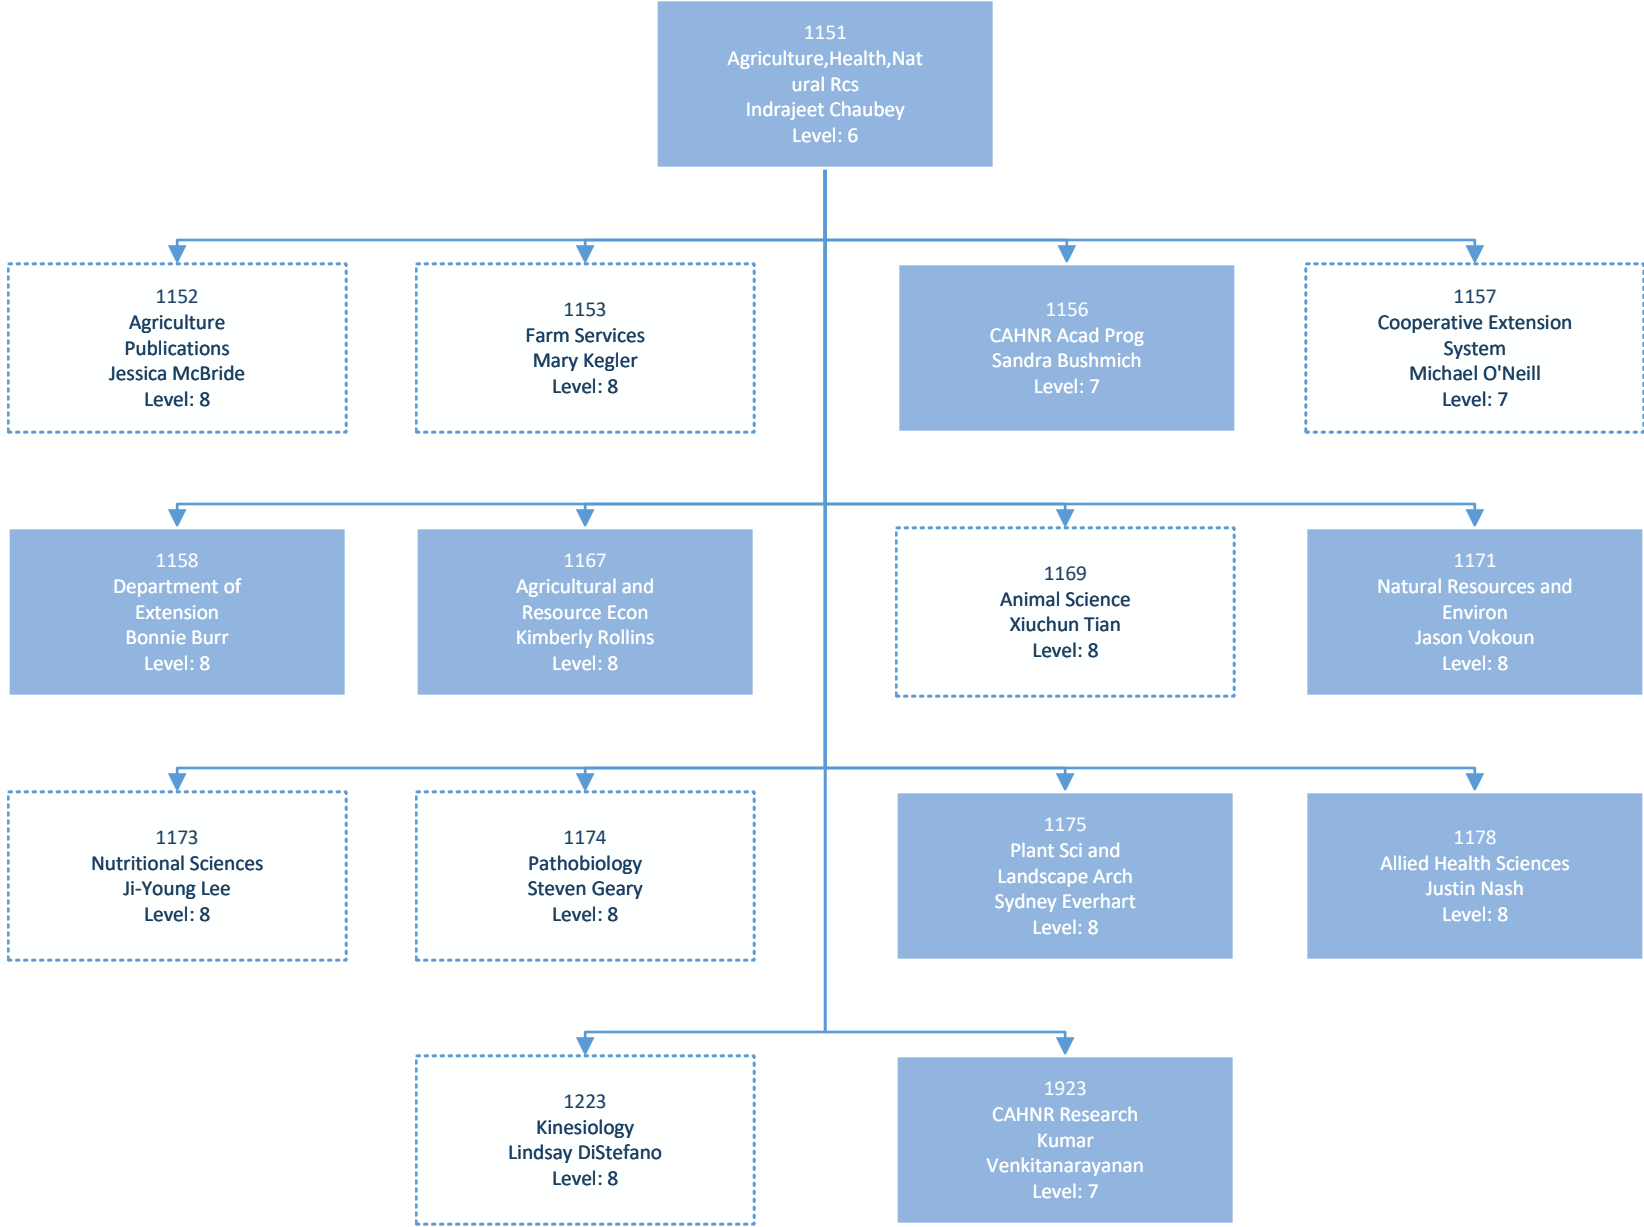 1151
Agriculture,Health,Nat
ural Rcs
Indrajeet Chaubey
Level: 6
1152
Agriculture
Publications
Jessica McBride
Level: 8
1153
Farm Services
Mary Kegler
Level: 8
1156
CAHNR Acad Prog
Sandra Bushmich
Level: 7
1157
Cooperative Extension
System
Michael O'Neill
Level: 7
1158
Department of
Extension
Bonnie Burr
Level: 8
1167
Agricultural and
Resource Econ
Kimberly Rollins
Level: 8
1169
Animal Science
Xiuchun Tian
Level: 8
1171
Natural Resources and
Environ
Jason Vokoun
Level: 8
1173
Nutritional Sciences
Ji-Young Lee
Level: 8
1174
Pathobiology
Steven Geary
Level: 8
1175
Plant Sci and
Landscape Arch
Sydney Everhart
Level: 8
1178
Allied Health Sciences
Justin Nash
Level: 8
1223
Kinesiology
Lindsay DiStefano
Level: 8
1923
CAHNR Research
Kumar
Venkitanarayanan
Level: 7